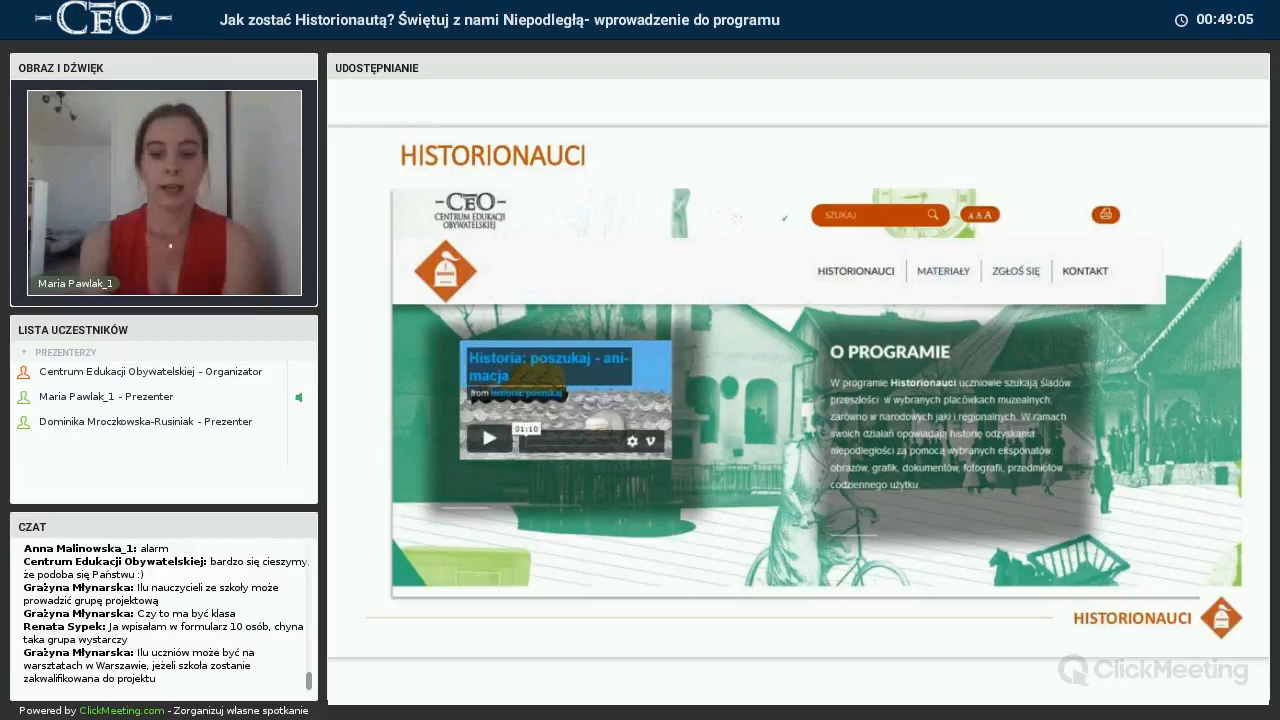 CEO
Jak zostać Historionautą? Świętuj z nami Niepodległą- wprowadzenie do programu
00:49:05
OBRAZ I DŹWIĘK
Maria Pawlak_1
LISTA UCZESTNIKÓW
PREZENTERZY
Centrum Edukacji Obywatelskiej - Organizator
Maria Pawlak_1 - Prezenter
Dominika Mroczkowska-Rusiniak - Prezenter
CZAT
Anna Malinowska_1: alarm
Centrum Edukacji Obywatelskiej: bardzo się cieszymy,
że podoba się Państwu :)
Grażyna Młynarska: Ilu nauczycieli ze szkoły może
prowadzić grupę projektową
Grażyna Młynarska: Czy to ma być klasa
Renata Sypek: Ja wpisałam w formularz 10 osób, chyna
taka grupa wystarczy
Grażyna Młynarska: Ilu uczniów może być na
warsztatach w Warszawie, jeżeli szkoła zostanie
zakwalifikowana do projektu
Powered by ClickMeeting.com - Zorganizuj własne spotkanie
UDOSTĘPNIANIE
HISTORIONAUCI
CEO
CENTRUM EDUKACJI
OBYWATELSKIEJ
SZUKAJ
A A A
HISTORIONAUCI
MATERIAŁY
ZGŁOŚ SIĘ
KONTAKT
Historia: poszukaj - ani-
macja
from Historia: poszukaj
01:10
O PROGRAMIE
W programie Historionauci uczniowie szukają śladów
przeszłości w wybranych placówkach muzealnych,
zarówno w narodowych jaki i regionalnych. W ramach
swoich działań opowiadają historię odzyskania
niepodległości za pomocą wybranych eksponatów:
obrazów, grafik, dokumentów, fotografii, przedmiotów
codziennego użytku.
HISTORIONAUCI
ClickMeeting